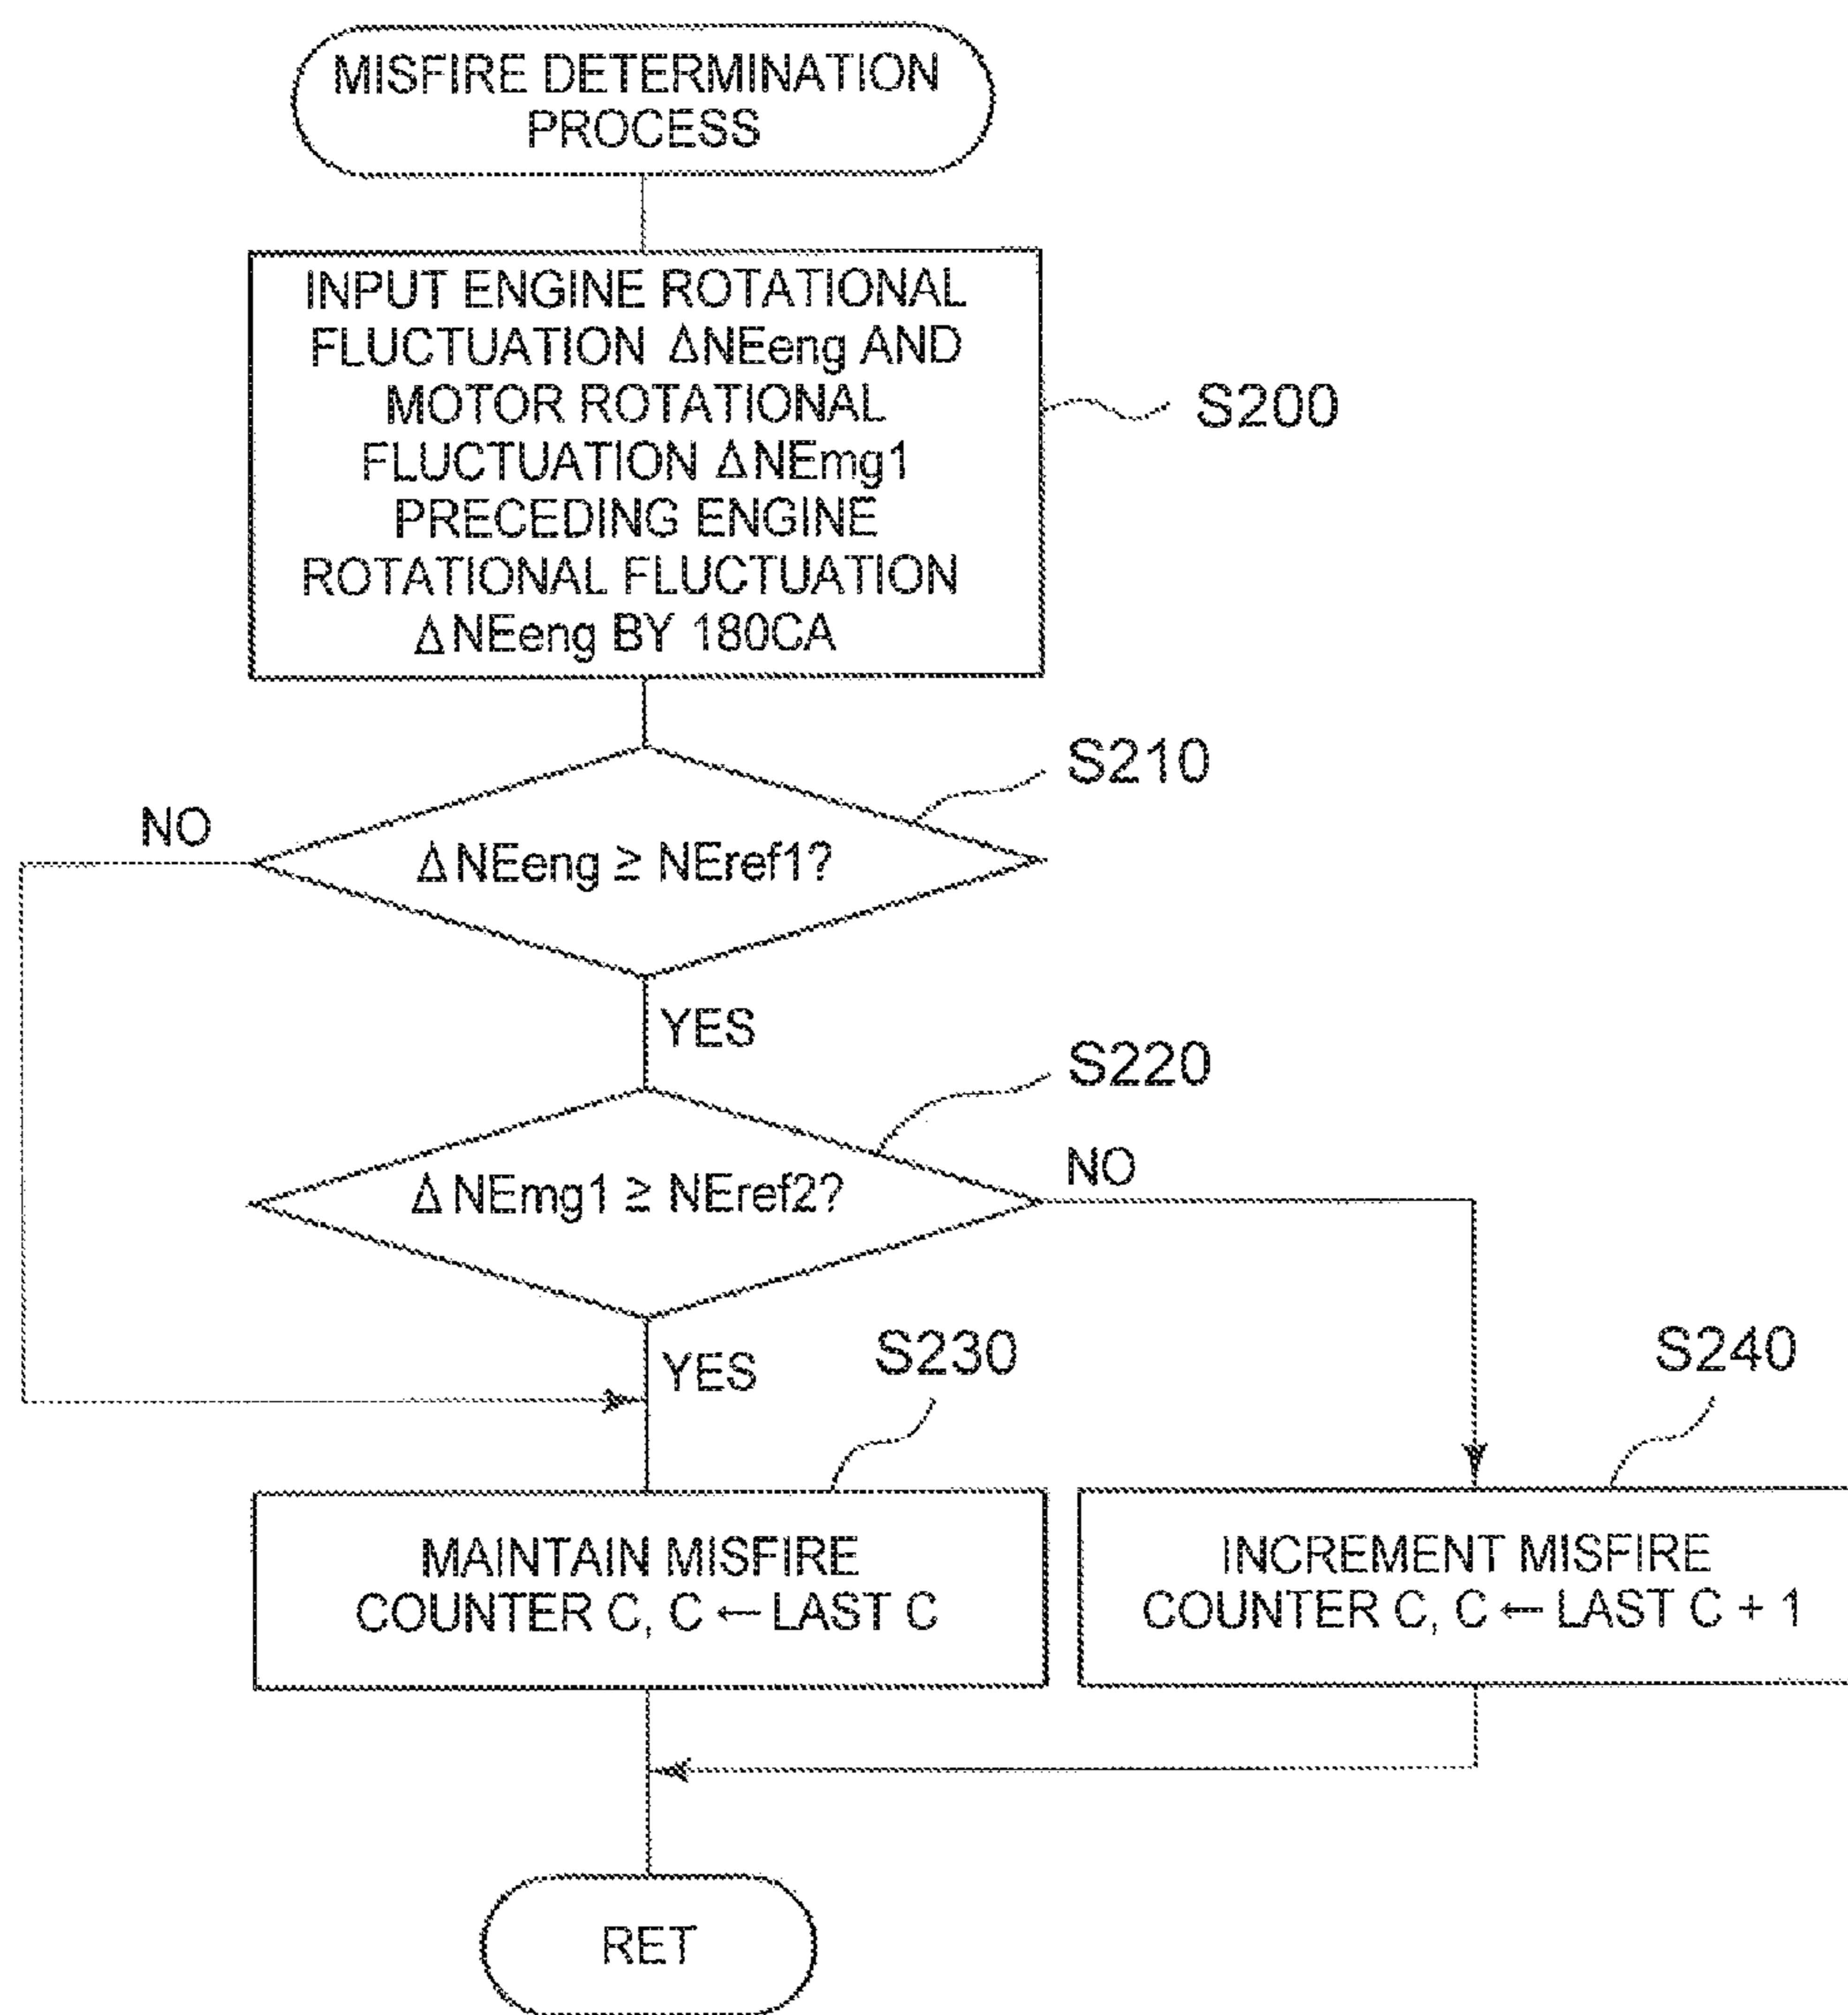 MISFIRE DETERMINATION
PROCESS
INPUT ENGINE ROTATIONAL
FLUCTUATION ΔNEeng AND
MOTOR ROTATIONAL
FLUCTUATION ΔNEmg1
PRECEDING ENGINE
ROTATIONAL FLUCTUATION
ΔNEeng BY 180CA
S200
S210
NO
ΔNEeng ≥ NEref1?
YES
S220
NO
ΔNEmg1 ≥ NEref2?
YES
S230
S240
MAINTAIN MISFIRE
COUNTER C, C ← LAST C
INCREMENT MISFIRE
COUNTER C, C ← LAST C + 1
RET